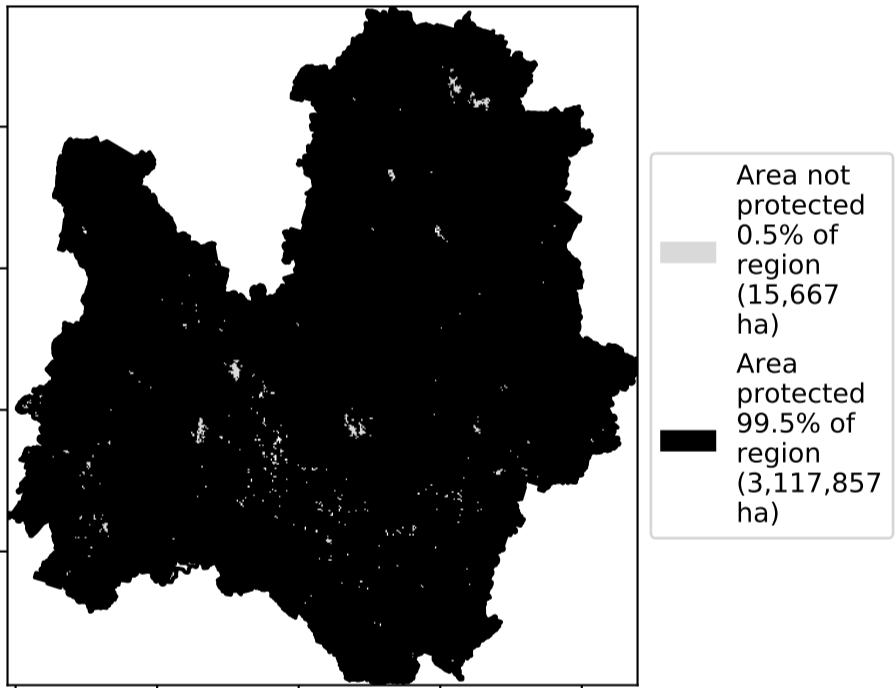 Area not
protected
0.5% of
region
(15,667
ha)
Area
protected
99.5% of
region
(3,117,857
ha)